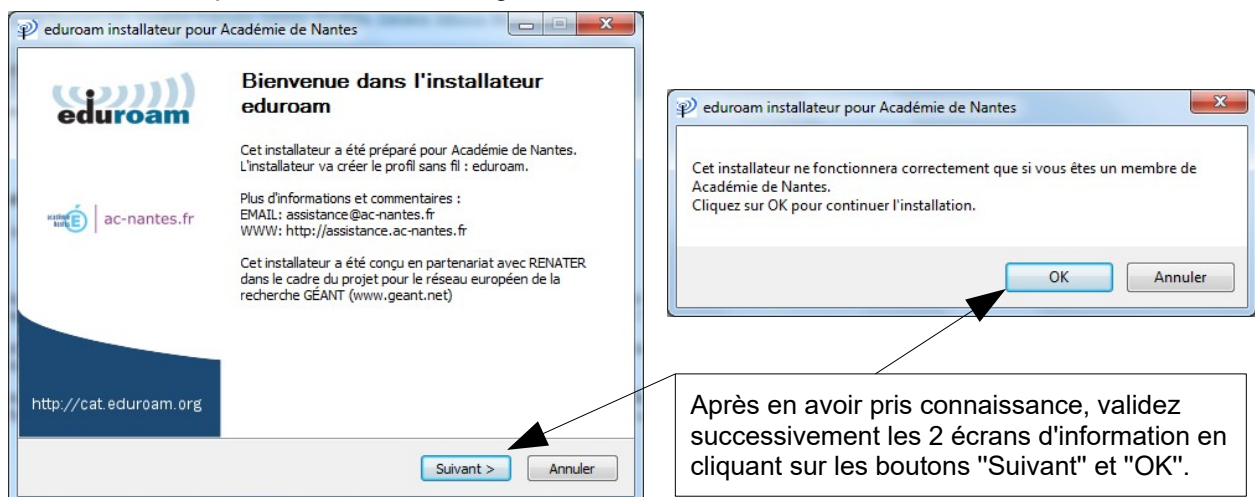 eduroam installateur pour Académie de Nantes
eduroam
Bienvenue dans l'installateur
eduroam
Cet installateur a été préparé pour Académie de Nantes.
L'installateur va créer le profil sans fil : eduroam.
Plus d'informations et commentaires :
EMAIL: assistance@ac-nantes.fr
WWW: http://assistance.ac-nantes.fr
ac-nantes.fr
Cet installateur a été conçu en partenariat avec RENATER
dans le cadre du projet pour le réseau européen de la
recherche GÉANT (www.geant.net)
http://cat.eduroam.org
Suivant >
Annuler
eduroam installateur pour Académie de Nantes
Cet installateur ne fonctionnera correctement que si vous êtes un membre de
Académie de Nantes.
Cliquez sur OK pour continuer l'installation.
OK
Annuler
Après en avoir pris connaissance, validez
successivement les 2 écrans d'information en
cliquant sur les boutons "Suivant" et "OK".